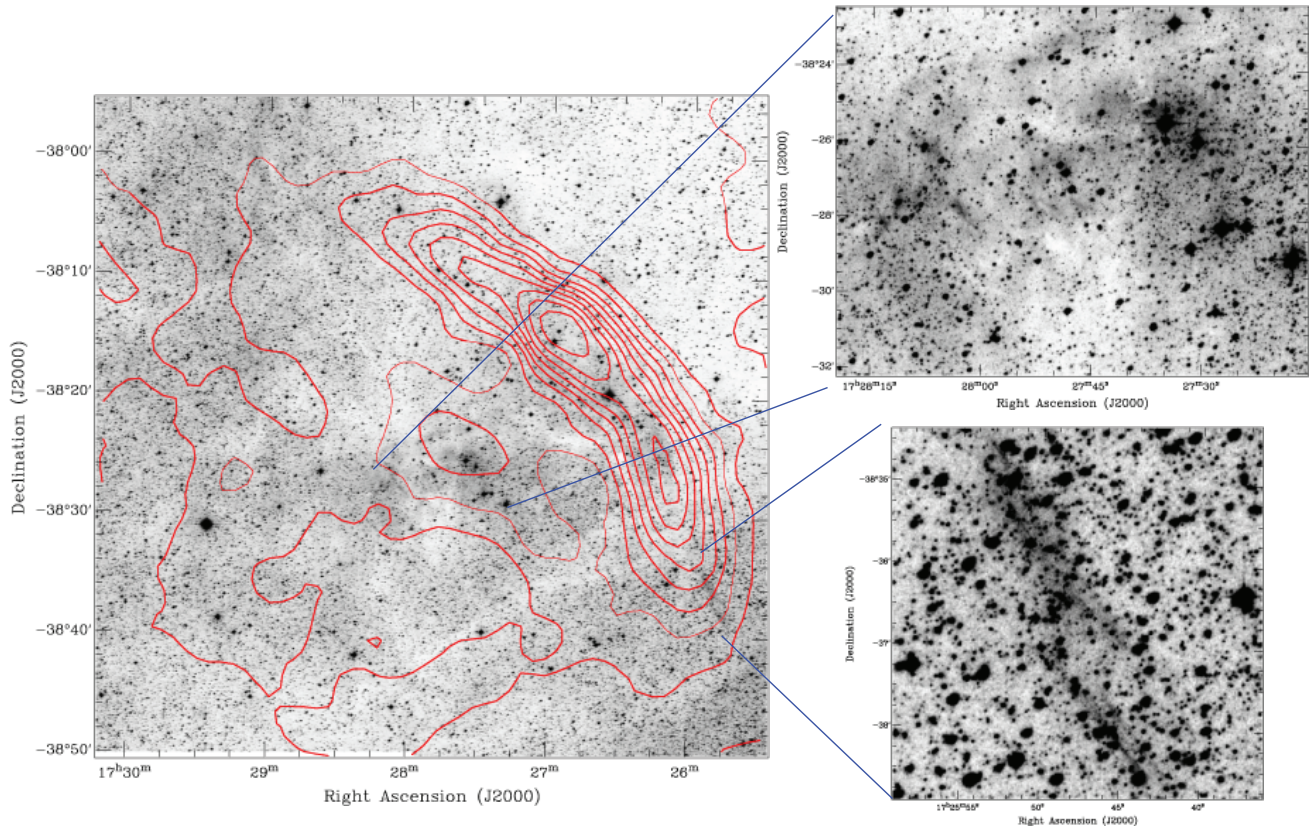 -38°00′
-38°10′
-38°20′
-38°30′
-38°40′
-38°50′
Declination (J2000)
17ʰ30ᵐ
29ᵐ
28ᵐ
27ᵐ
26ᵐ
Right Ascension (J2000)
-38°24′
-26′
-28′
-30′
-32′
Declination (J2000)
17ʰ28ᵐ15ˢ
28ᵐ00ˢ
27ᵐ45ˢ
27ᵐ30ˢ
Right Ascension (J2000)
-38°35′
-36′
-37′
-38′
Declination (J2000)
17ʰ25ᵐ55ˢ
50ˢ
45ˢ
40ˢ
Right Ascension (J2000)